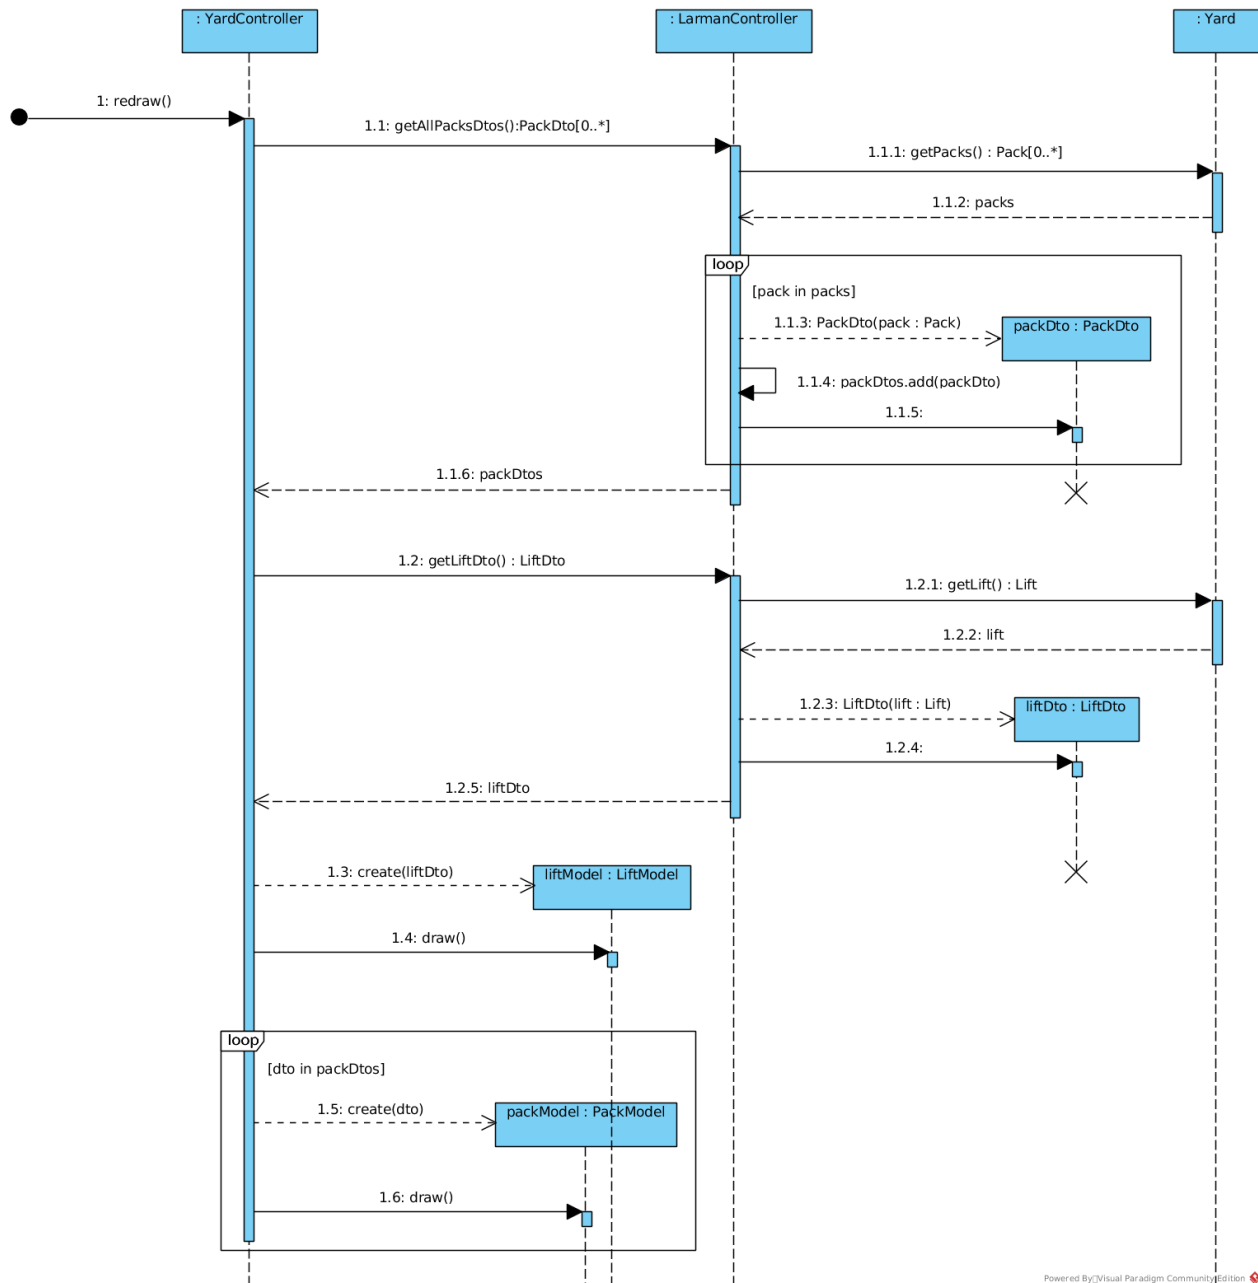 : YardController
: LarmanController
: Yard
1: redraw()
1.1: getAllPacksDtos():PackDto[0..*]
1.1.1: getPacks() : Pack[0..*]
1.1.2: packs
loop
[pack in packs]
1.1.3: PackDto(pack : Pack)
packDto : PackDto
1.1.4: packDtos.add(packDto)
1.1.5:
1.1.6: packDtos
1.2: getLiftDto() : LiftDto
1.2.1: getLift() : Lift
1.2.2: lift
1.2.3: LiftDto(lift : Lift)
liftDto : LiftDto
1.2.4:
1.2.5: liftDto
1.3: create(liftDto)
liftModel : LiftModel
1.4: draw()
loop
[dto in packDtos]
1.5: create(dto)
packModel : PackModel
1.6: draw()
Powered By Visual Paradigm Community Edition